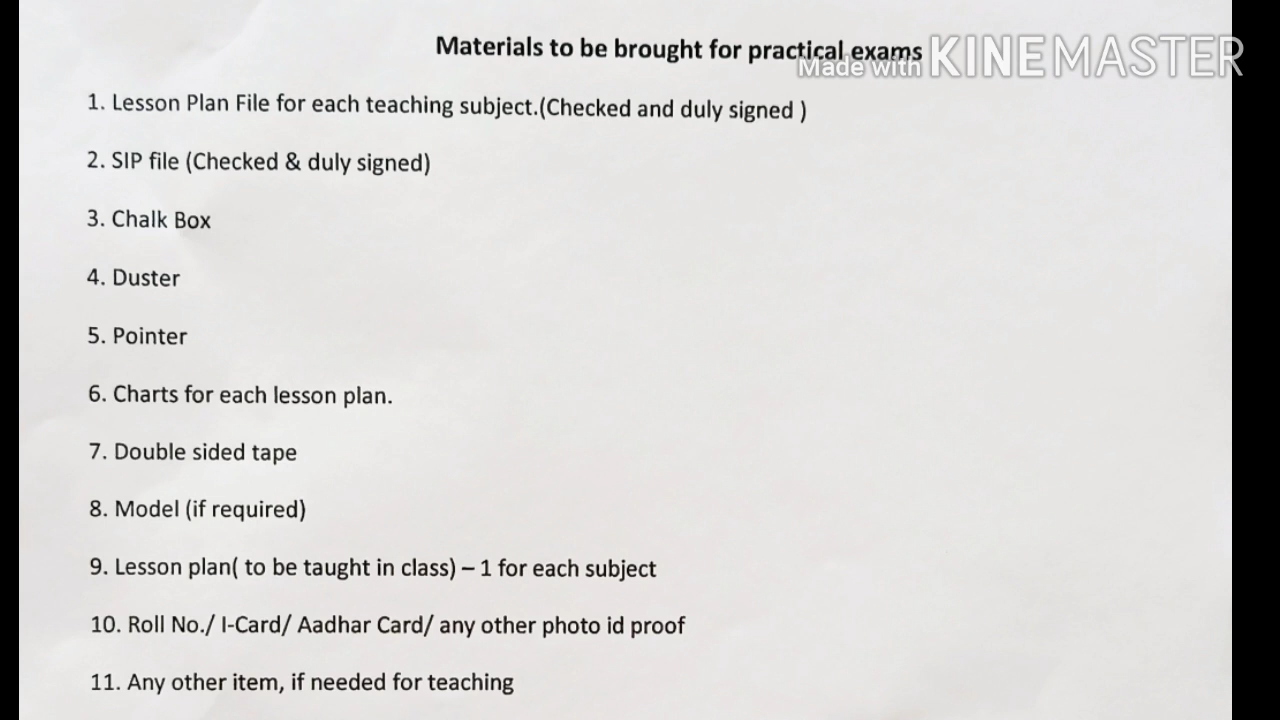 Materials to be brought for practical exams
Made with KINEMASTER
1. Lesson Plan File for each teaching subject.(Checked and duly signed )
2. SIP file (Checked & duly signed)
3. Chalk Box
4. Duster
5. Pointer
6. Charts for each lesson plan.
7. Double sided tape
8. Model (if required)
9. Lesson plan( to be taught in class) – 1 for each subject
10. Roll No./ I-Card/ Aadhar Card/ any other photo id proof
11. Any other item, if needed for teaching